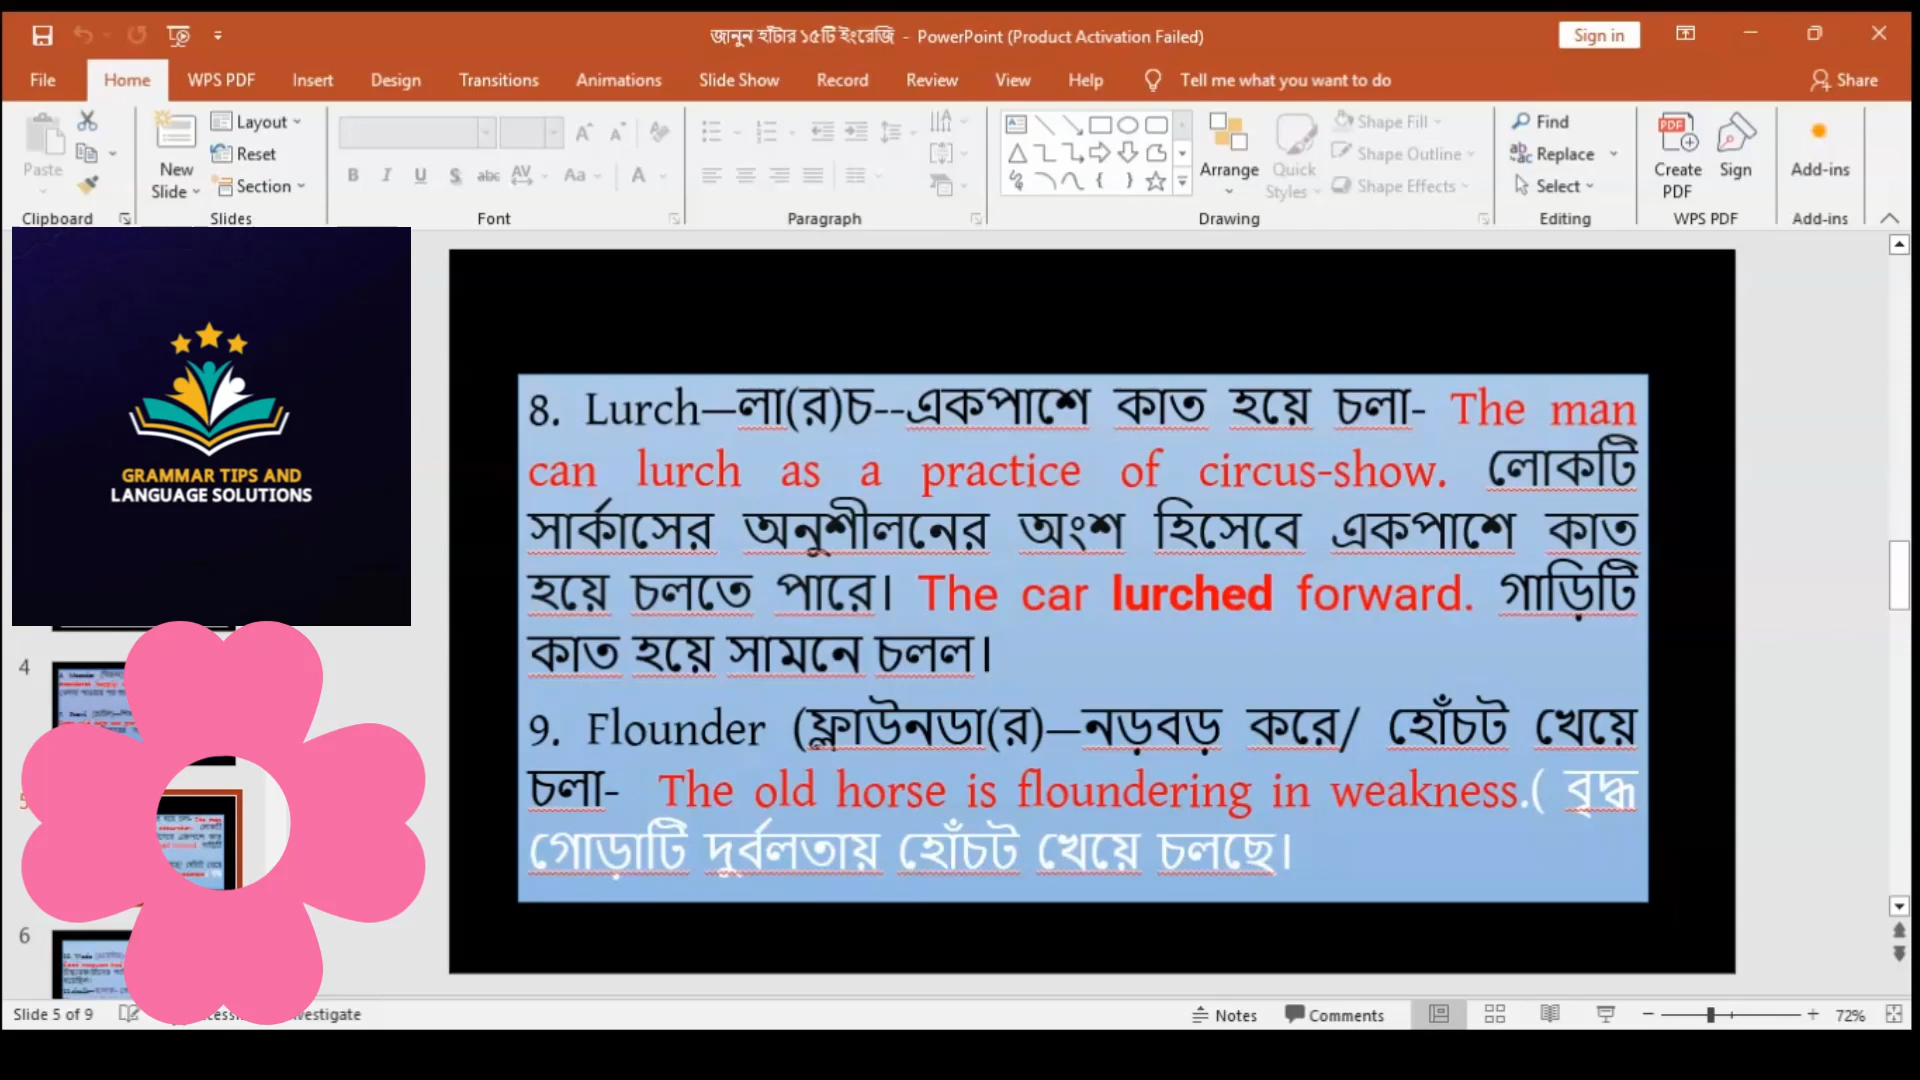 জানুন হাঁটার ১৫টি ইংরেজি - PowerPoint (Product Activation Failed)
Sign in
File Home WPS PDF Insert Design Transitions Animations Slide Show Record Review View Help Tell me what you want to do Share
Paste
New Slide
Layout
Reset
Section
B I U S abc AV Aa A
Arrange
Quick Styles
Shape Fill
Shape Outline
Shape Effects
Find
Replace
Select
Create PDF
Sign
Add-ins
Clipboard Slides Font Paragraph Drawing Editing WPS PDF Add-ins
GRAMMAR TIPS AND
LANGUAGE SOLUTIONS
8. Lurch—লা(র)চ--একপাশে কাত হয়ে চলা- The man
can lurch as a practice of circus-show. লোকটি
সার্কাসের অনুশীলনের অংশ হিসেবে একপাশে কাত
হয়ে চলতে পারে। The car lurched forward. গাড়িটি
কাত হয়ে সামনে চলল।
9. Flounder (ফ্লাউনডা(র)—নড়বড় করে/ হোঁচট খেয়ে
চলা- The old horse is floundering in weakness.( বৃদ্ধ
গোড়াটি দুর্বলতায় হোঁচট খেয়ে চলছে।
4
5
6
Slide 5 of 9
Notes Comments 72%